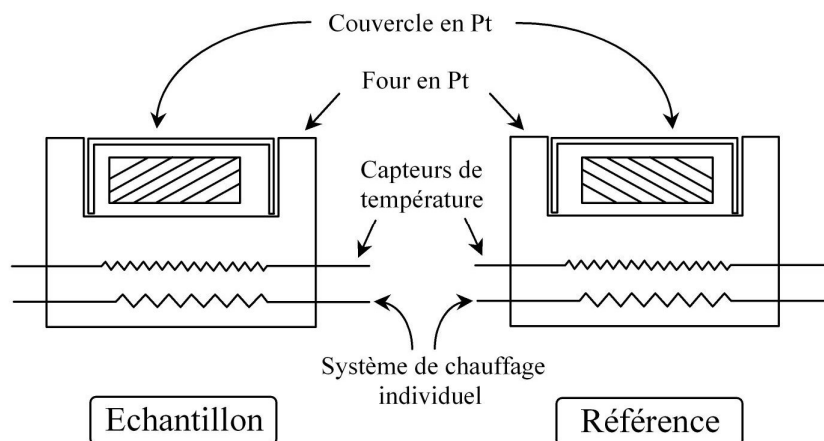 Couvercle en Pt
Four en Pt
Capteurs de
température
Système de chauffage
individuel
Echantillon
Référence